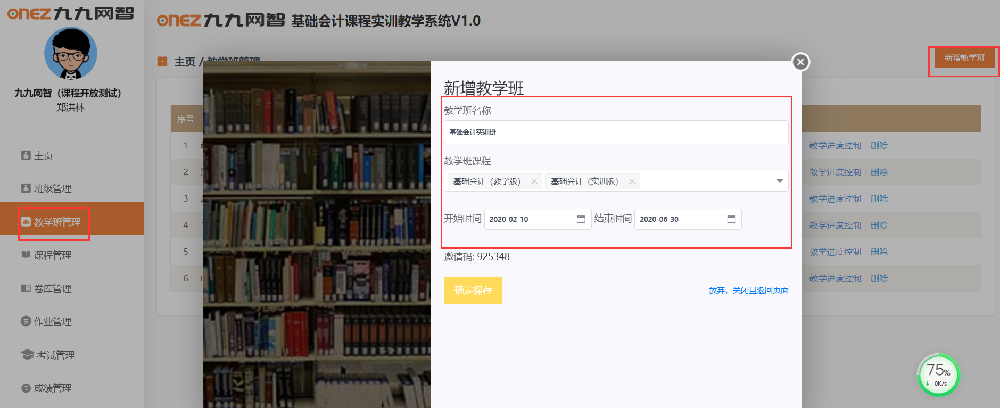 onez 九九网智
九九网智（课程开放测试）
郑洪林
主页
班级管理
教学班管理
课程管理
卷库管理
作业管理
考试管理
成绩管理
onez 九九网智 基础会计课程实训教学系统V1.0
主页 / 教学班管理
新增教学班
序号
1 教学进度控制 删除
2 教学进度控制 删除
3 教学进度控制 删除
4 教学进度控制 删除
5 教学进度控制 删除
6 教学进度控制 删除
新增教学班
教学班名称
基础会计实训班
教学班课程
基础会计（教学版） 基础会计（实训版）
开始时间 2020-02-10 结束时间 2020-06-30
邀请码: 925348
确定保存 放弃，关闭且返回页面
75%
0K/s